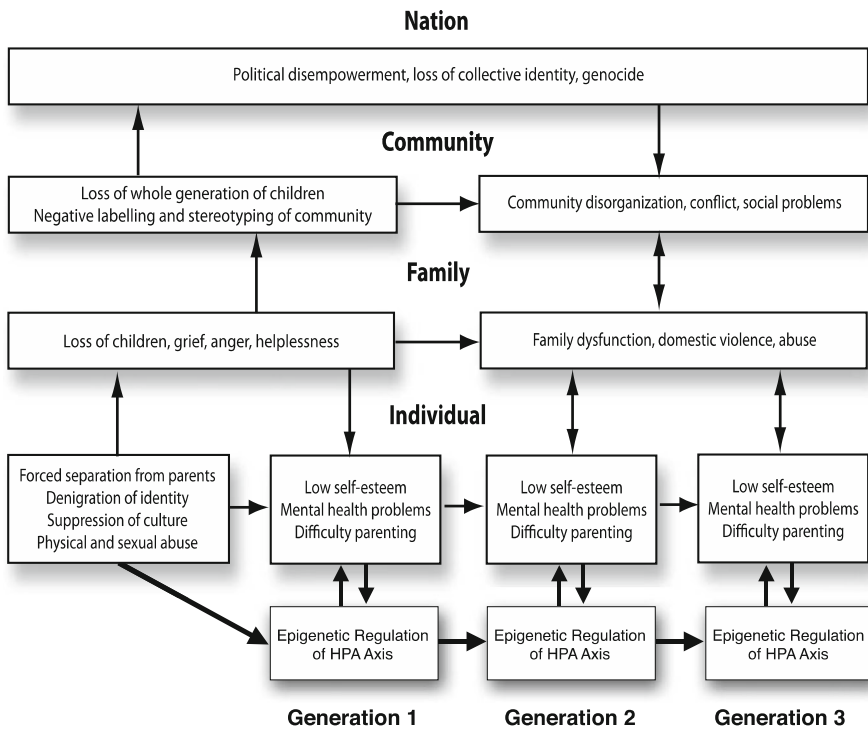 Nation
Political disempowerment, loss of collective identity, genocide
Community
Loss of whole generation of children
Negative labelling and stereotyping of community
Community disorganization, conflict, social problems
Family
Loss of children, grief, anger, helplessness
Family dysfunction, domestic violence, abuse
Individual
Forced separation from parents
Denigration of identity
Suppression of culture
Physical and sexual abuse
Low self-esteem
Mental health problems
Difficulty parenting
Low self-esteem
Mental health problems
Difficulty parenting
Low self-esteem
Mental health problems
Difficulty parenting
Epigenetic Regulation
of HPA Axis
Epigenetic Regulation
of HPA Axis
Epigenetic Regulation
of HPA Axis
Generation 1
Generation 2
Generation 3